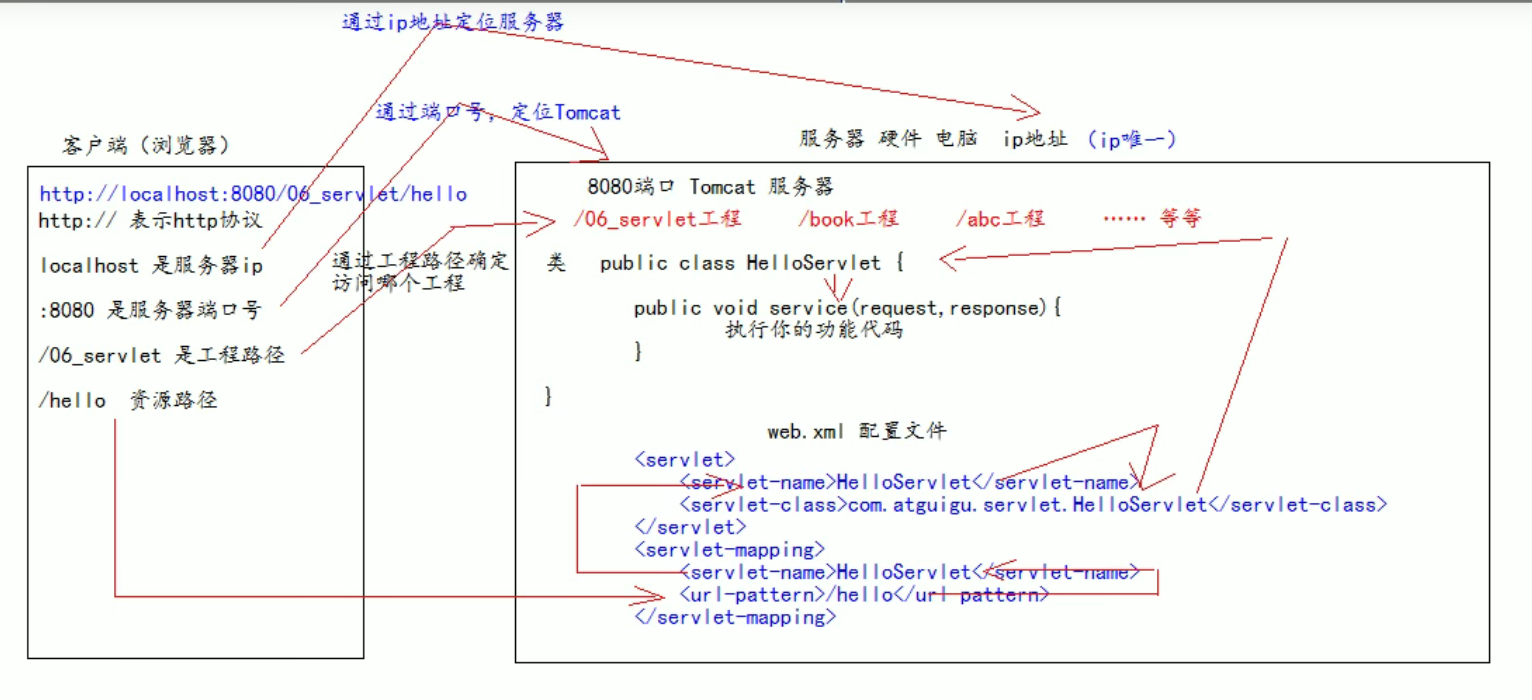 通过ip地址定位服务器
通过端口号，定位Tomcat
客户端（浏览器）
服务器 硬件 电脑 ip地址 （ip唯一）
http://localhost:8080/06_servlet/hello
http:// 表示http协议
localhost 是服务器ip
:8080 是服务器端口号
/06_servlet 是工程路径
/hello 资源路径
通过工程路径确定
访问哪个工程
8080端口 Tomcat 服务器
/06_servlet工程 /book工程 /abc工程 …… 等等
类 public class HelloServlet {
public void service(request,response){
执行你的功能代码
}
}
web.xml 配置文件
<servlet>
<servlet-name>HelloServlet</servlet-name>
<servlet-class>com.atguigu.servlet.HelloServlet</servlet-class>
</servlet>
<servlet-mapping>
<servlet-name>HelloServlet</servlet-name>
<url-pattern>/hello</url-pattern>
</servlet-mapping>